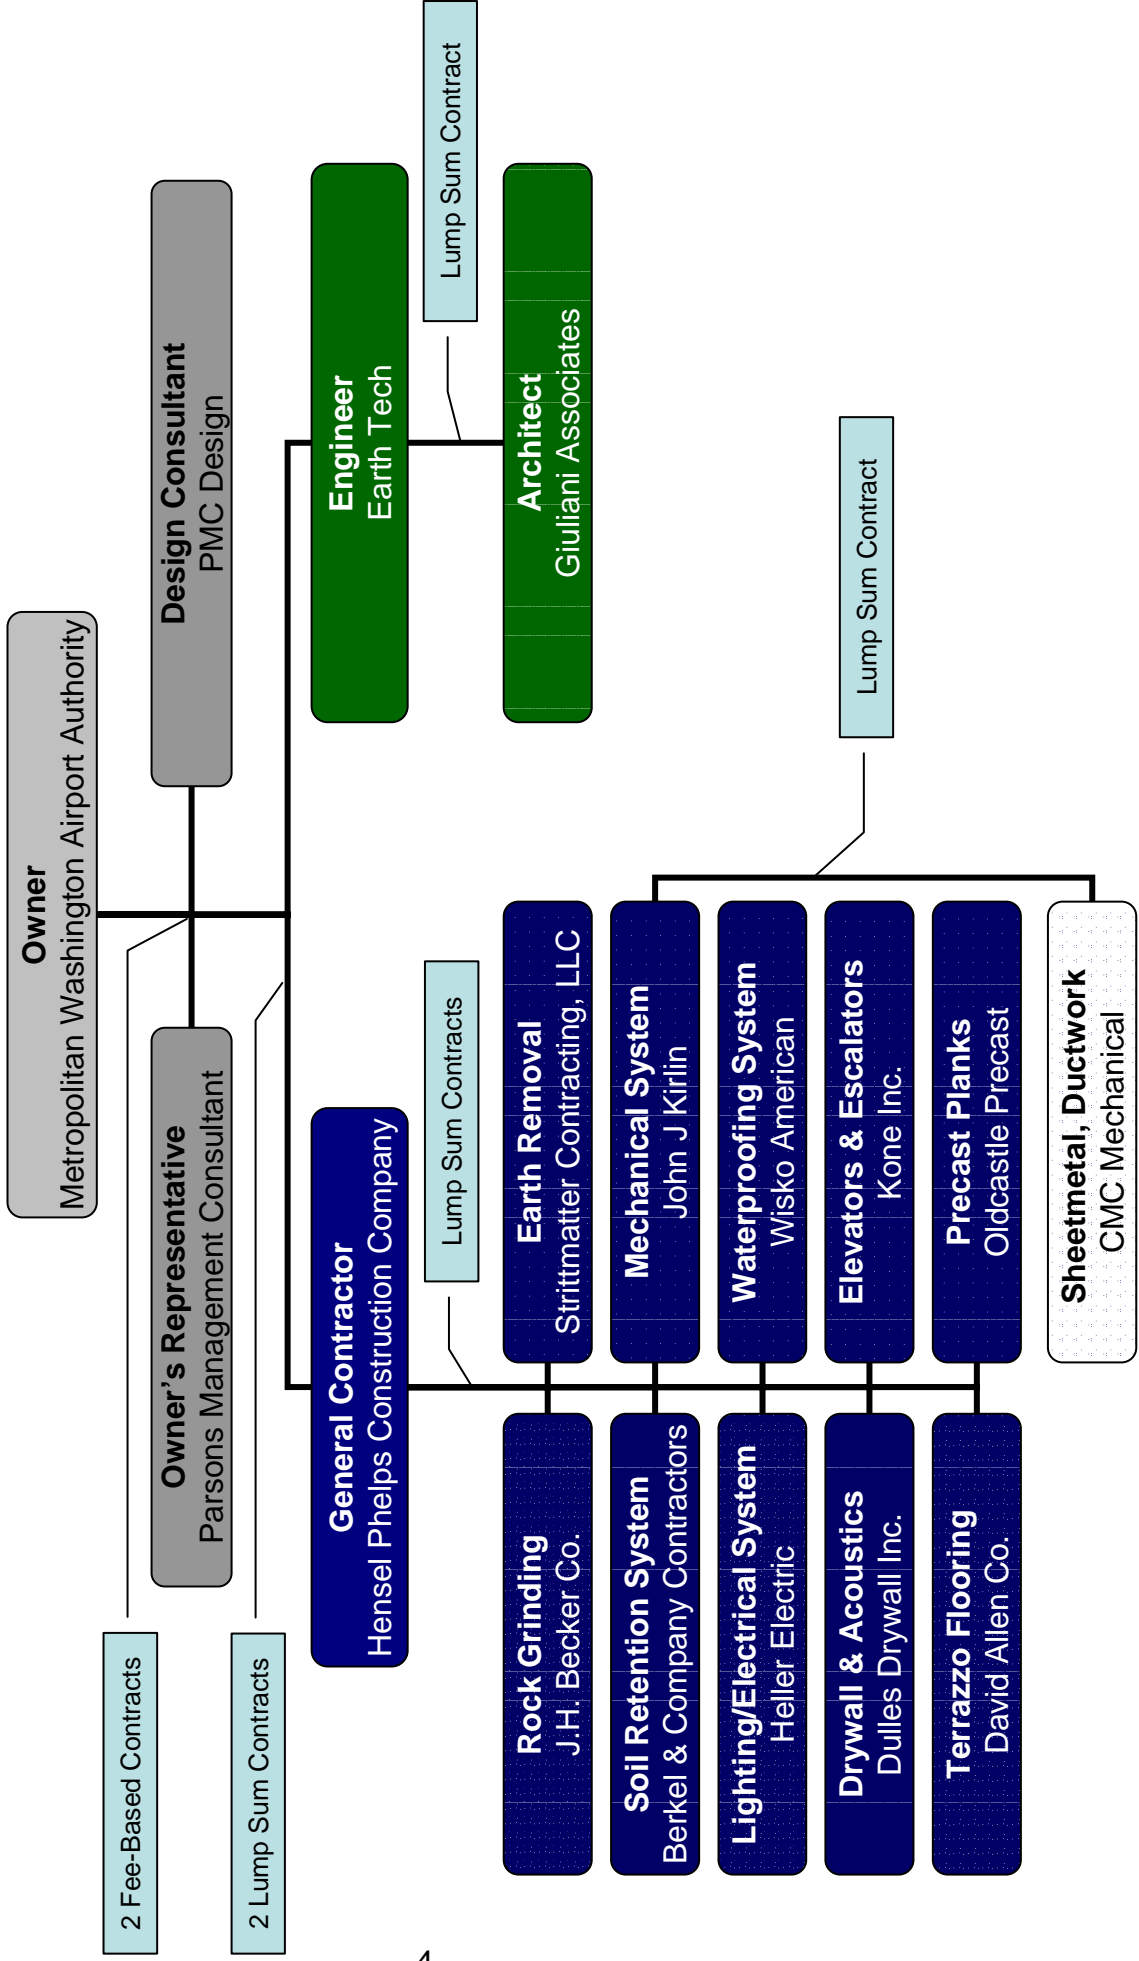 Owner
Metropolitan Washington Airport Authority
2 Fee-Based Contracts
Owner's Representative
Parsons Management Consultant
Design Consultant
PMC Design
2 Lump Sum Contracts
General Contractor
Hensel Phelps Construction Company
Engineer
Earth Tech
Lump Sum Contracts
Lump Sum Contract
Rock Grinding
J.H. Becker Co.
Earth Removal
Strittmatter Contracting, LLC
Architect
Giuliani Associates
Soil Retention System
Berkel & Company Contractors
Mechanical System
John J Kirlin
Lighting/Electrical System
Heller Electric
Waterproofing System
Wisko American
Drywall & Acoustics
Dulles Drywall Inc.
Elevators & Escalators
Kone Inc.
Lump Sum Contract
Terrazzo Flooring
David Allen Co.
Precast Planks
Oldcastle Precast
Sheetmetal, Ductwork
CMC Mechanical
4